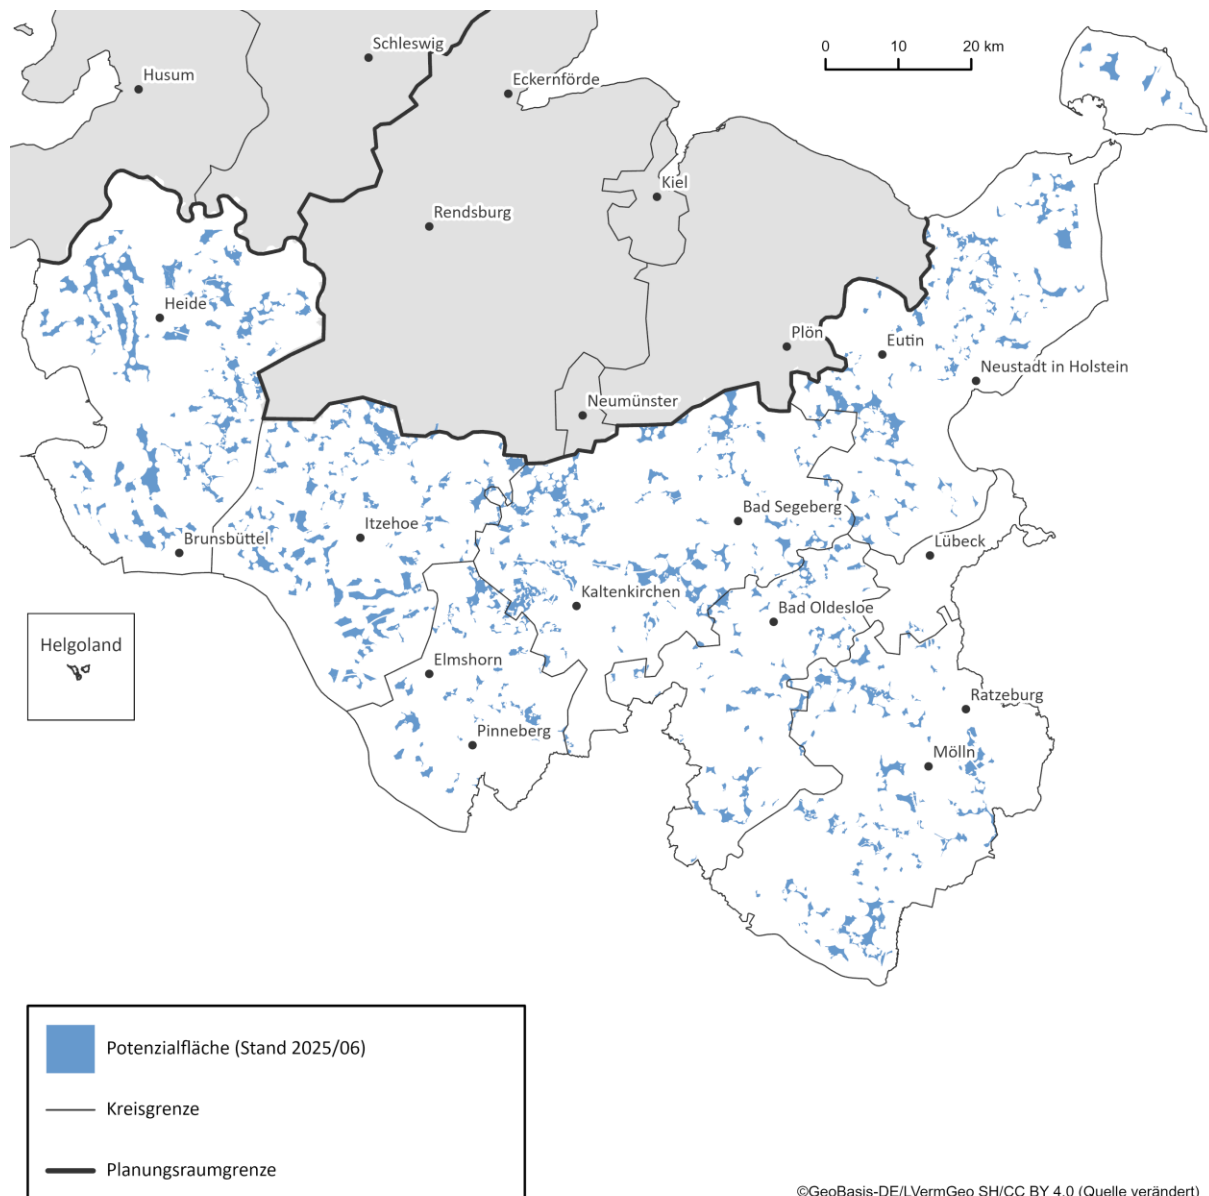 Schleswig
0 10 20 km
Husum
Eckernförde
Kiel
Rendsburg
Heide
Plön
Eutin
Neustadt in Holstein
Neumünster
Bad Segeberg
Itzehoe
Brunsbüttel
Lübeck
Kaltenkirchen
Bad Oldesloe
Helgoland
Elmshorn
Ratzeburg
Pinneberg
Mölln
Potenzialfläche (Stand 2025/06)
Kreisgrenze
Planungsraumgrenze
©GeoBasis-DE/LVermGeo SH/CC BY 4.0 (Quelle verändert)